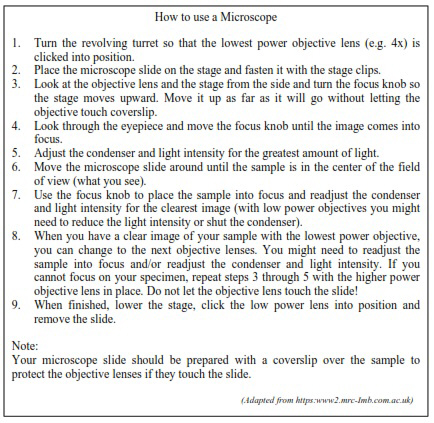 How to use a Microscope
1. Turn the revolving turret so that the lowest power objective lens (e.g. 4x) is
clicked into position.
2. Place the microscope slide on the stage and fasten it with the stage clips.
3. Look at the objective lens and the stage from the side and turn the focus knob so
the stage moves upward. Move it up as far as it will go without letting the
objective touch coverslip.
4. Look through the eyepiece and move the focus knob until the image comes into
focus.
5. Adjust the condenser and light intensity for the greatest amount of light.
6. Move the microscope slide around until the sample is in the center of the field
of view (what you see).
7. Use the focus knob to place the sample into focus and readjust the condenser
and light intensity for the clearest image (with low power objectives you might
need to reduce the light intensity or shut the condenser).
8. When you have a clear image of your sample with the lowest power objective,
you can change to the next objective lenses. You might need to readjust the
sample into focus and/or readjust the condenser and light intensity. If you
cannot focus on your specimen, repeat steps 3 through 5 with the higher power
objective lens in place. Do not let the objective lens touch the slide!
9. When finished, lower the stage, click the low power lens into position and
remove the slide.
Note:
Your microscope slide should be prepared with a coverslip over the sample to
protect the objective lenses if they touch the slide.
(Adapted from https:www2.mrc-lmb.com.ac.uk)